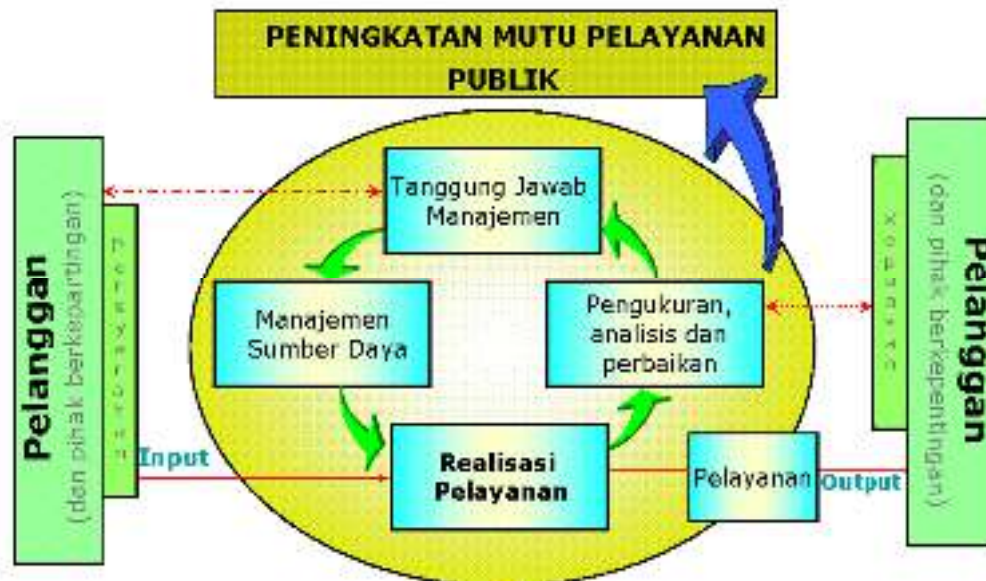 PENINGKATAN MUTU PELAYANAN
PUBLIK
Pelanggan
(dan pihak berkepartingan)
Tanggung Jawab
Manajemen
Manajemen
Sumber Daya
Pengukuran,
analisis dan
perbaikan
Input
Realisasi
Pelayanan
Pelayanan
Output
Pelanggan
(dan pihak berkepentingan)